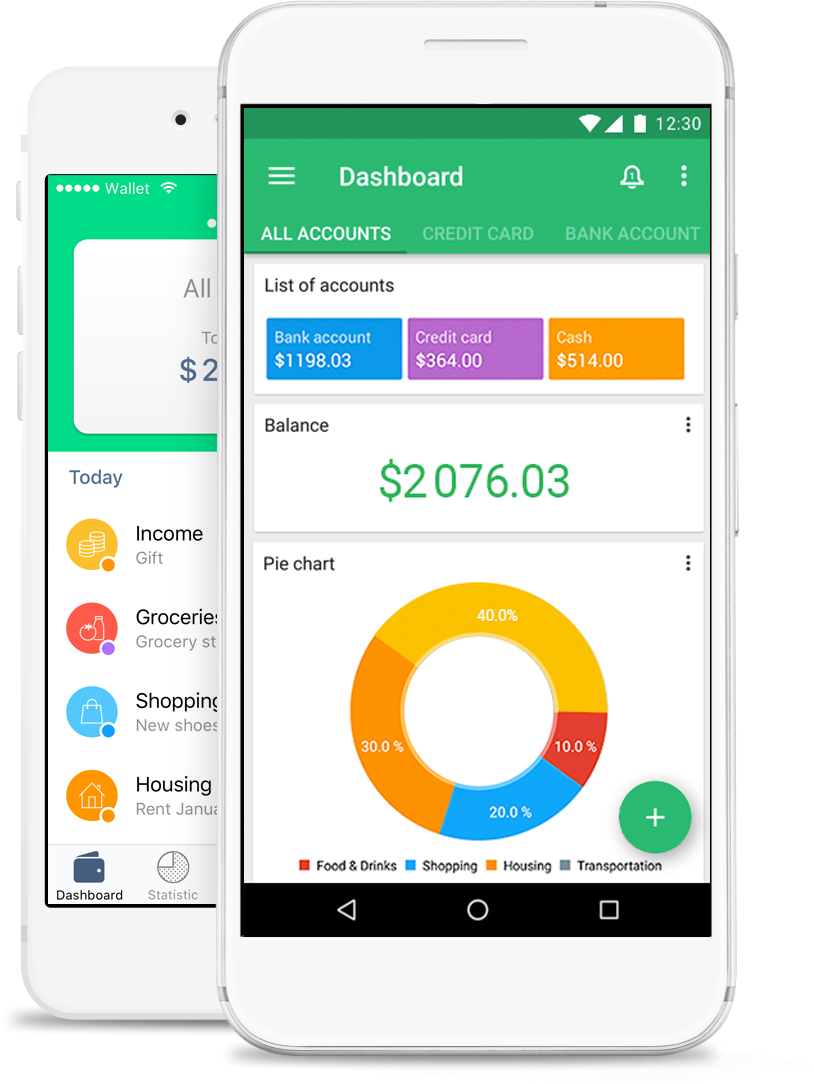 Wallet
All
$ 2
Today
Income
Gift
Groceries
Grocery st
Shopping
New shoes
Housing
Rent Janua
Dashboard
Statistic
12:30
Dashboard
1
ALL ACCOUNTS CREDIT CARD BANK ACCOUNT
List of accounts
Bank account Credit card Cash
$1198.03 $364.00 $514.00
Balance
$2 076.03
Pie chart
40.0%
30.0 % 10.0 %
20.0 %
+
Food & Drinks Shopping Housing Transportation